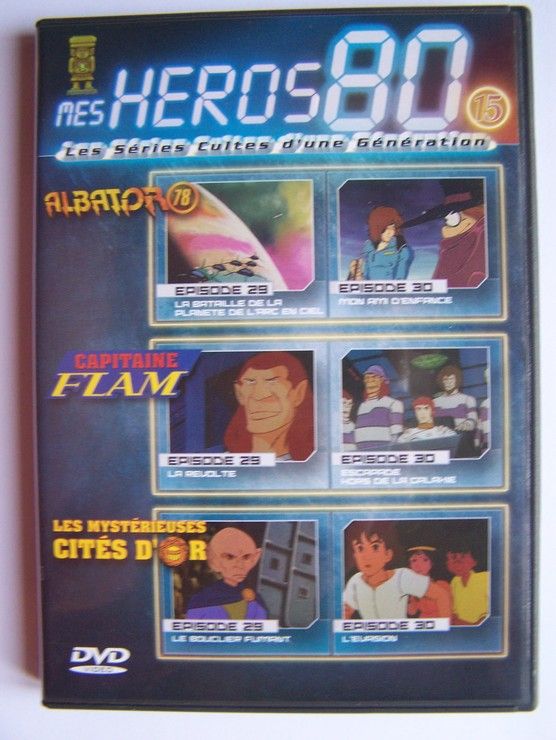 MES HEROS 80
15
Les Séries Cultes d'une Génération
ALBATOR 78
EPISODE 29
LA BATAILLE DE LA
PLANETE DE L'ARC EN CIEL
EPISODE 30
MON AMI D'ENFANCE
CAPITAINE
FLAM
EPISODE 29
LA REVOLTE
EPISODE 30
ESCAPADE
HORS DE LA GALAXIE
LES MYSTÉRIEUSES
CITÉS D'OR
EPISODE 29
LE BOUCLIER FUMANT
EPISODE 30
L'EVASION
DVD
VIDEO